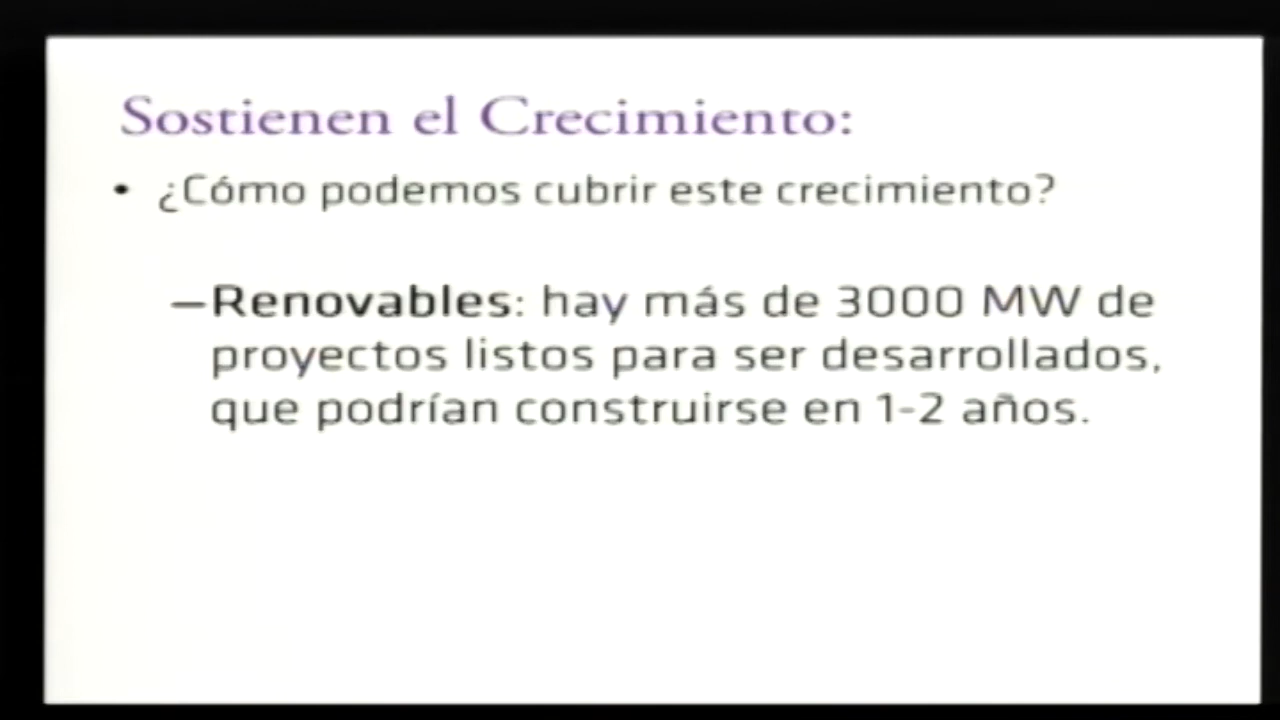 Sostienen el Crecimiento:
• ¿Cómo podemos cubrir este crecimiento?
–Renovables: hay más de 3000 MW de
proyectos listos para ser desarrollados,
que podrían construirse en 1-2 años.